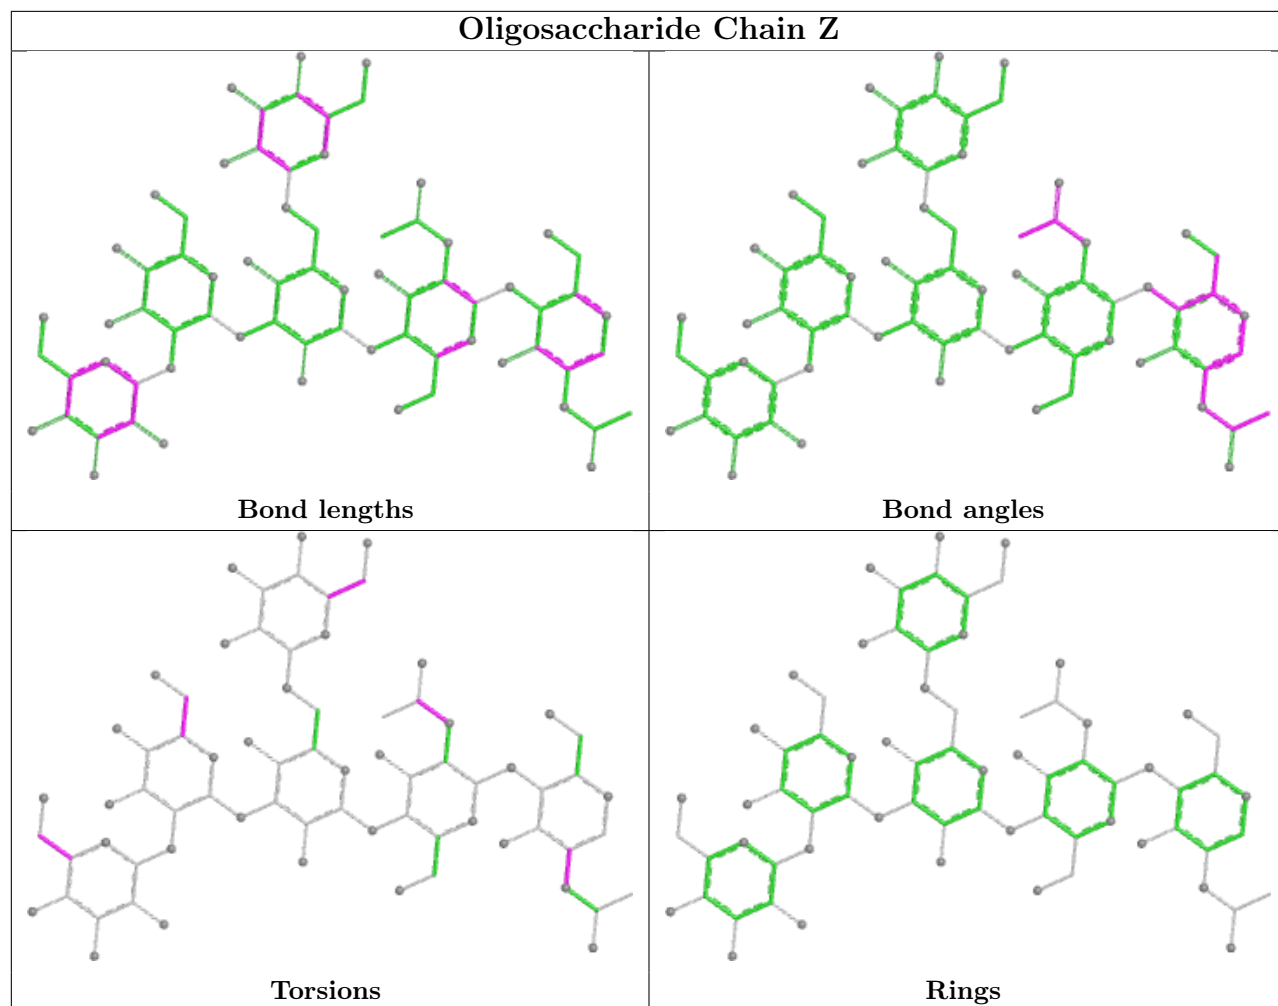 Oligosaccharide Chain Z
Bond lengths
Bond angles
Torsions
Rings